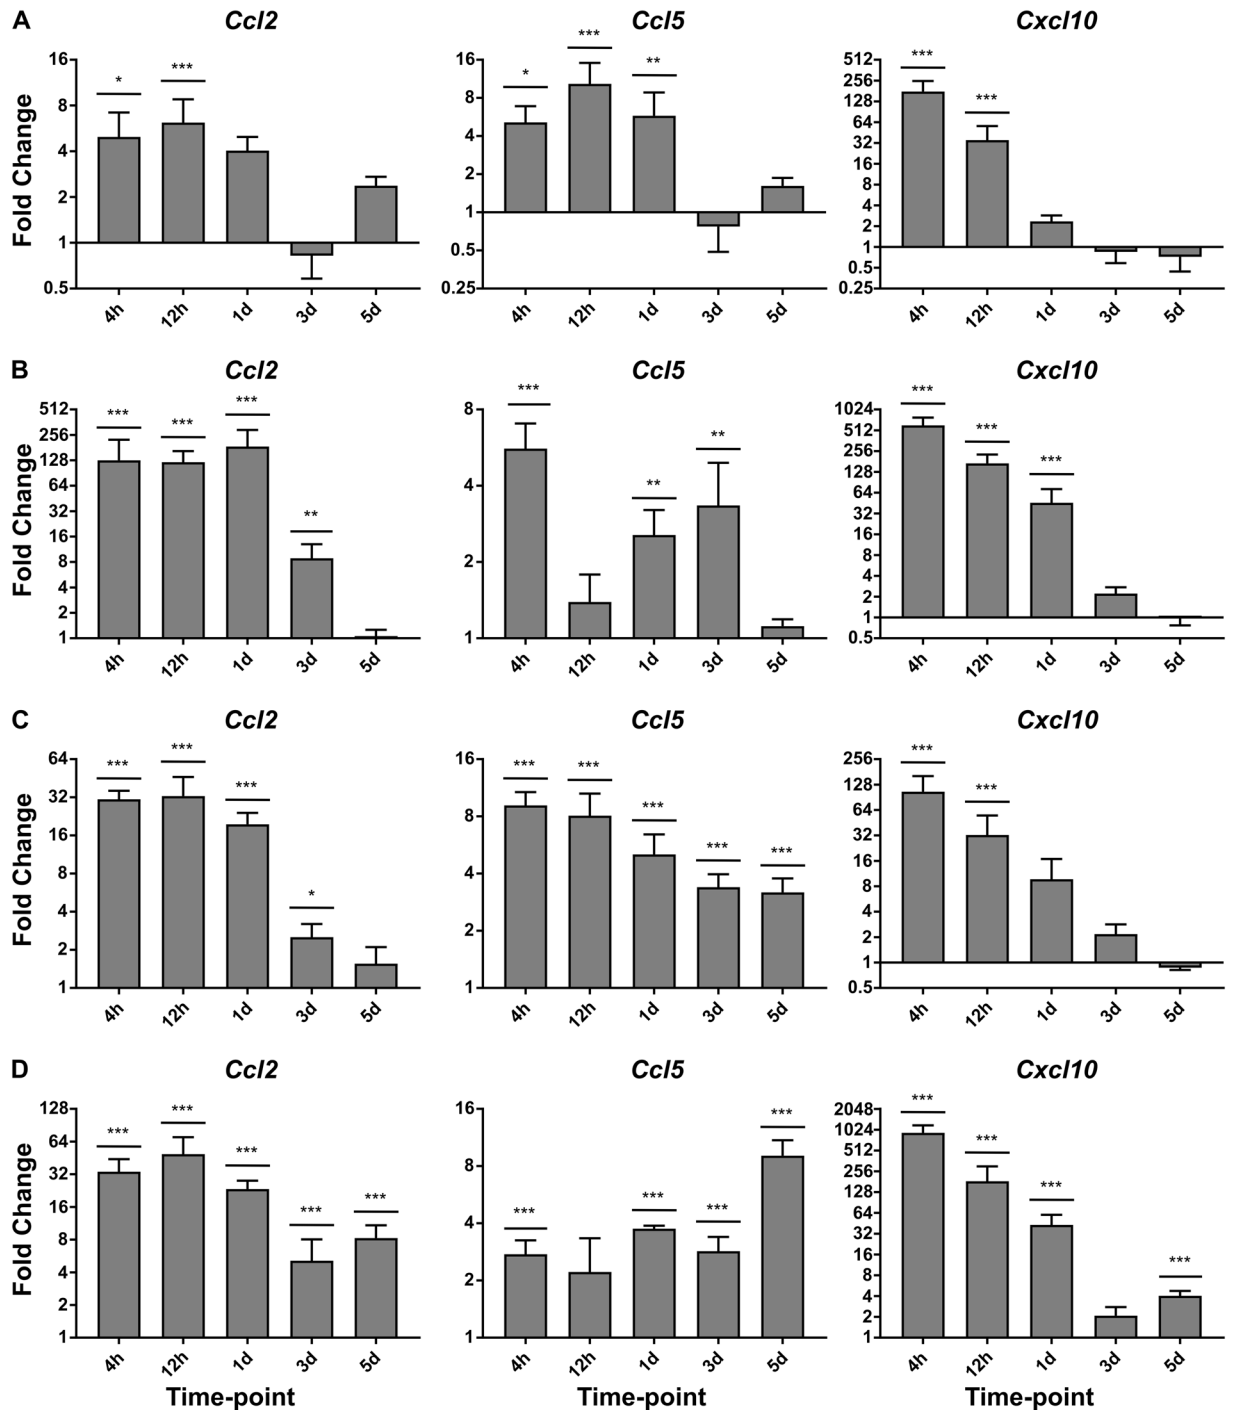 A
Ccl2
Ccl5
Cxcl10
Fold Change
16
8
4
2
1
0.5
* ***
4h 12h 1d 3d 5d
16
8
4
2
1
0.5
0.25
* *** **
4h 12h 1d 3d 5d
512
256
128
64
32
16
8
4
2
1
0.5
0.25
*** ***
4h 12h 1d 3d 5d
B
Ccl2
Ccl5
Cxcl10
Fold Change
512
256
128
64
32
16
8
4
2
1
*** *** *** **
4h 12h 1d 3d 5d
8
4
2
1
*** ** **
4h 12h 1d 3d 5d
1024
512
256
128
64
32
16
8
4
2
1
0.5
*** *** ***
4h 12h 1d 3d 5d
C
Ccl2
Ccl5
Cxcl10
Fold Change
64
32
16
8
4
2
1
*** *** *** *
4h 12h 1d 3d 5d
16
8
4
2
1
*** *** *** *** ***
4h 12h 1d 3d 5d
256
128
64
32
16
8
4
2
1
0.5
*** ***
4h 12h 1d 3d 5d
D
Ccl2
Ccl5
Cxcl10
Fold Change
128
64
32
16
8
4
2
1
*** *** *** *** ***
4h 12h 1d 3d 5d
Time-point
16
8
4
2
1
*** *** *** ***
4h 12h 1d 3d 5d
Time-point
2048
1024
512
256
128
64
32
16
8
4
2
1
*** *** *** ***
4h 12h 1d 3d 5d
Time-point